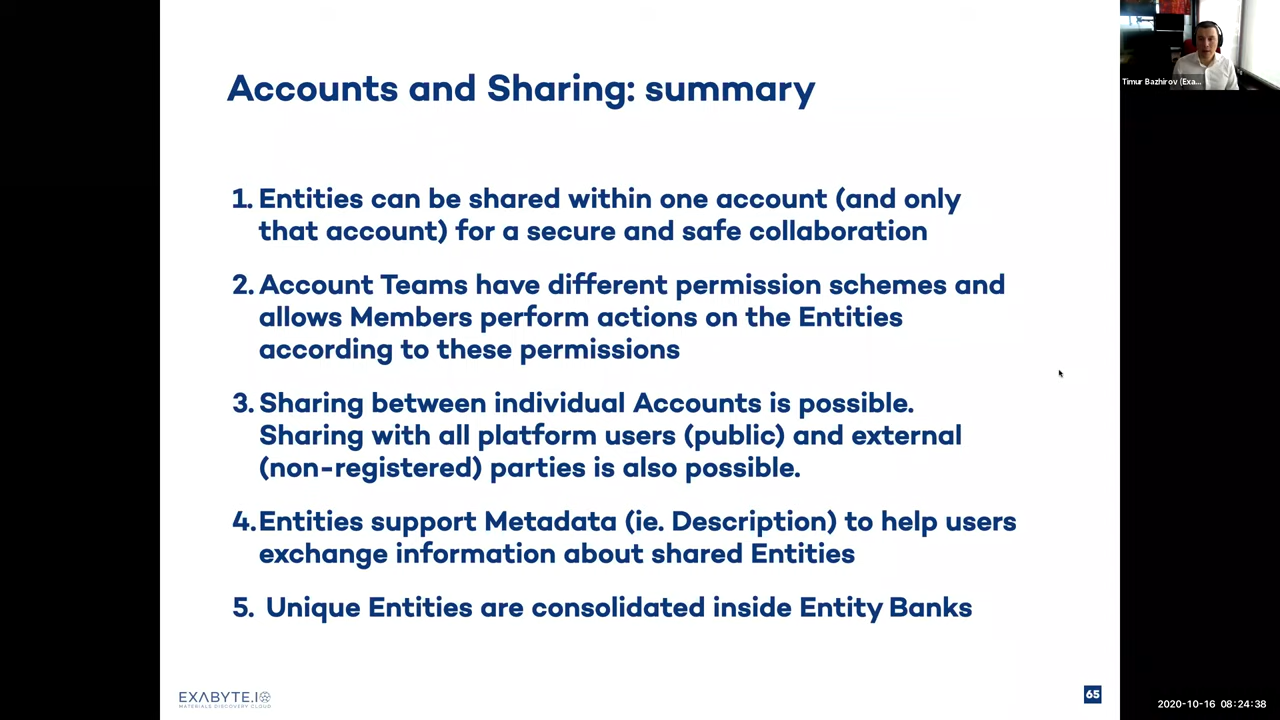 Timur Bazhirov (Exa...
Accounts and Sharing: summary
1. Entities can be shared within one account (and only
that account) for a secure and safe collaboration
2. Account Teams have different permission schemes and
allows Members perform actions on the Entities
according to these permissions
3. Sharing between individual Accounts is possible.
Sharing with all platform users (public) and external
(non-registered) parties is also possible.
4. Entities support Metadata (ie. Description) to help users
exchange information about shared Entities
5. Unique Entities are consolidated inside Entity Banks
EXABYTE.IO
MATERIALS DISCOVERY CLOUD
65
2020-10-16 08:24:38